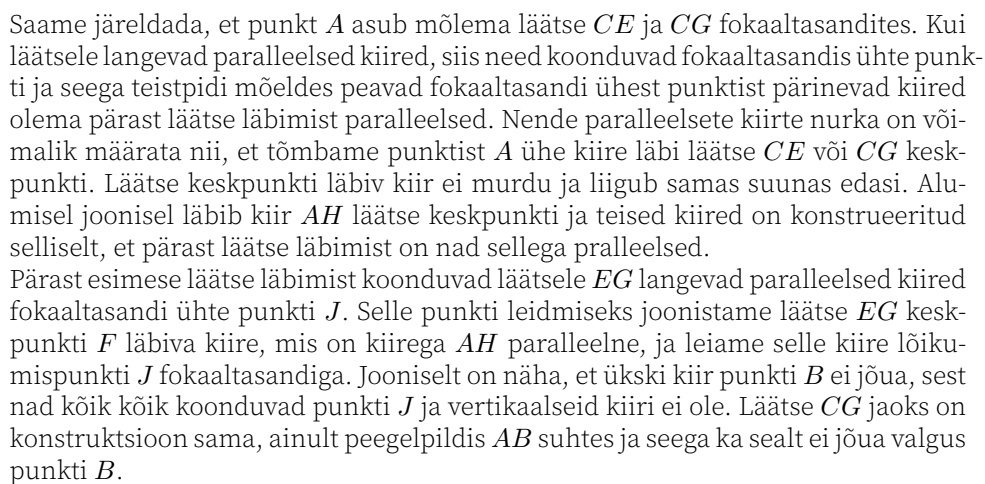 Saame järeldada, et punkt A asub mõlema läätse CE ja CG fokaaltasandites. Kui
läätsele langevad paralleelsed kiired, siis need koonduvad fokaaltasandis ühte punk-
ti ja seega teistpidi mõeldes peavad fokaaltasandi ühest punktist pärinevad kiired
olema pärast läätse läbimist paralleelsed. Nende paralleelsete kiirte nurka on või-
malik määrata nii, et tõmbame punktist A ühe kiire läbi läätse CE või CG kesk-
punkti. Läätse keskpunkti läbiv kiir ei murdu ja liigub samas suunas edasi. Alu-
misel joonisel läbib kiir AH läätse keskpunkti ja teised kiired on konstrueeritud
selliselt, et pärast läätse läbimist on nad sellega pralleelsed.
Pärast esimese läätse läbimist koonduvad läätsele EG langevad paralleelsed kiired
fokaaltasandi ühte punkti J. Selle punkti leidmiseks joonistame läätse EG kesk-
punkti F läbiva kiire, mis on kiirega AH paralleelne, ja leiame selle kiire lõiku-
mispunkti J fokaaltasandiga. Jooniselt on näha, et ükski kiir punkti B ei jõua, sest
nad kõik kõik koonduvad punkti J ja vertikaalseid kiiri ei ole. Läätse CG jaoks on
konstruktsioon sama, ainult peegelpildis AB suhtes ja seega ka sealt ei jõua valgus
punkti B.